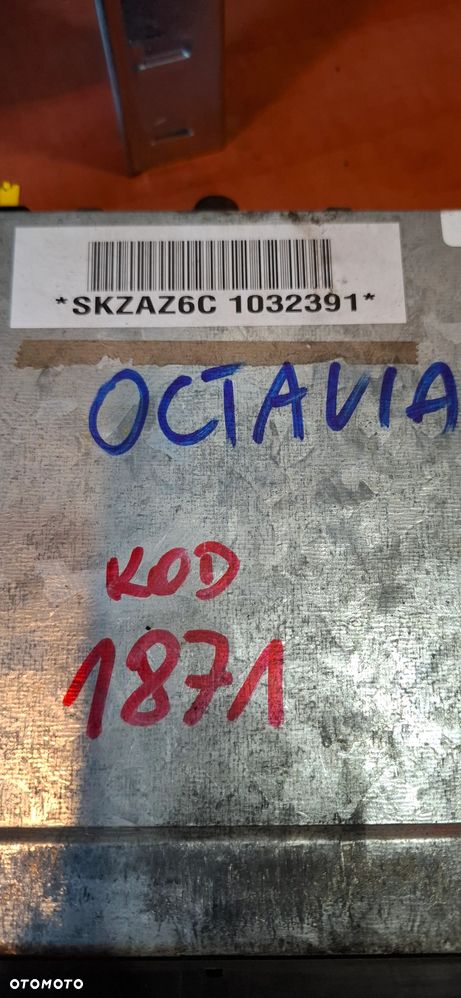 *SKZAZ6C 1032391*
OCTAVIA
KOD
1871
OTOMOTO